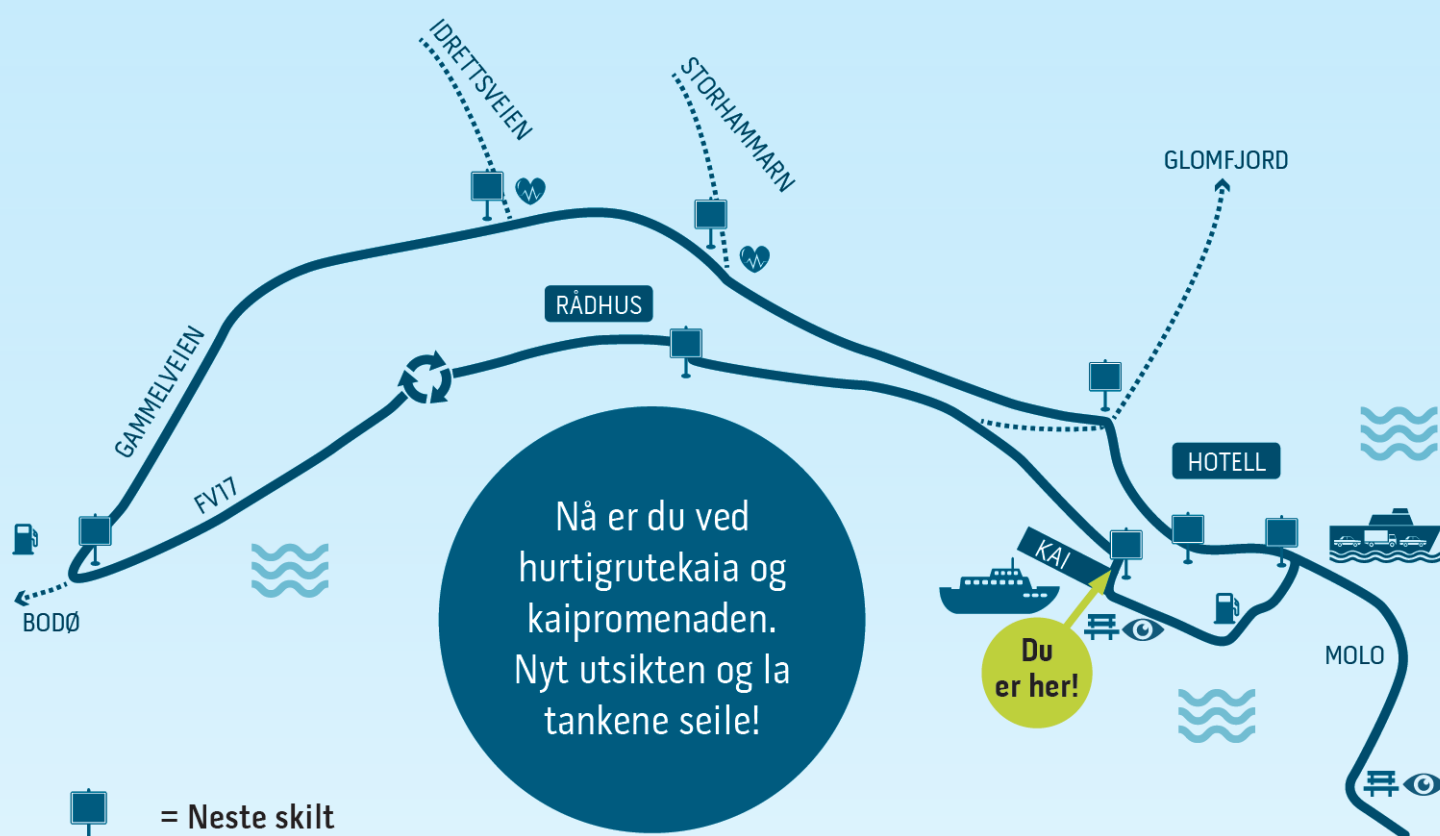 IDRETTSVEIEN
STORHAMMARN
GLOMFJORD
RÅDHUS
GAMMELVEIEN
HOTELL
FV17
Nå er du ved
hurtigrutekaia og
kaipromenaden.
Nyt utsikten og la
tankene seile!
KAI
BODØ
Du
er her!
MOLO
= Neste skilt